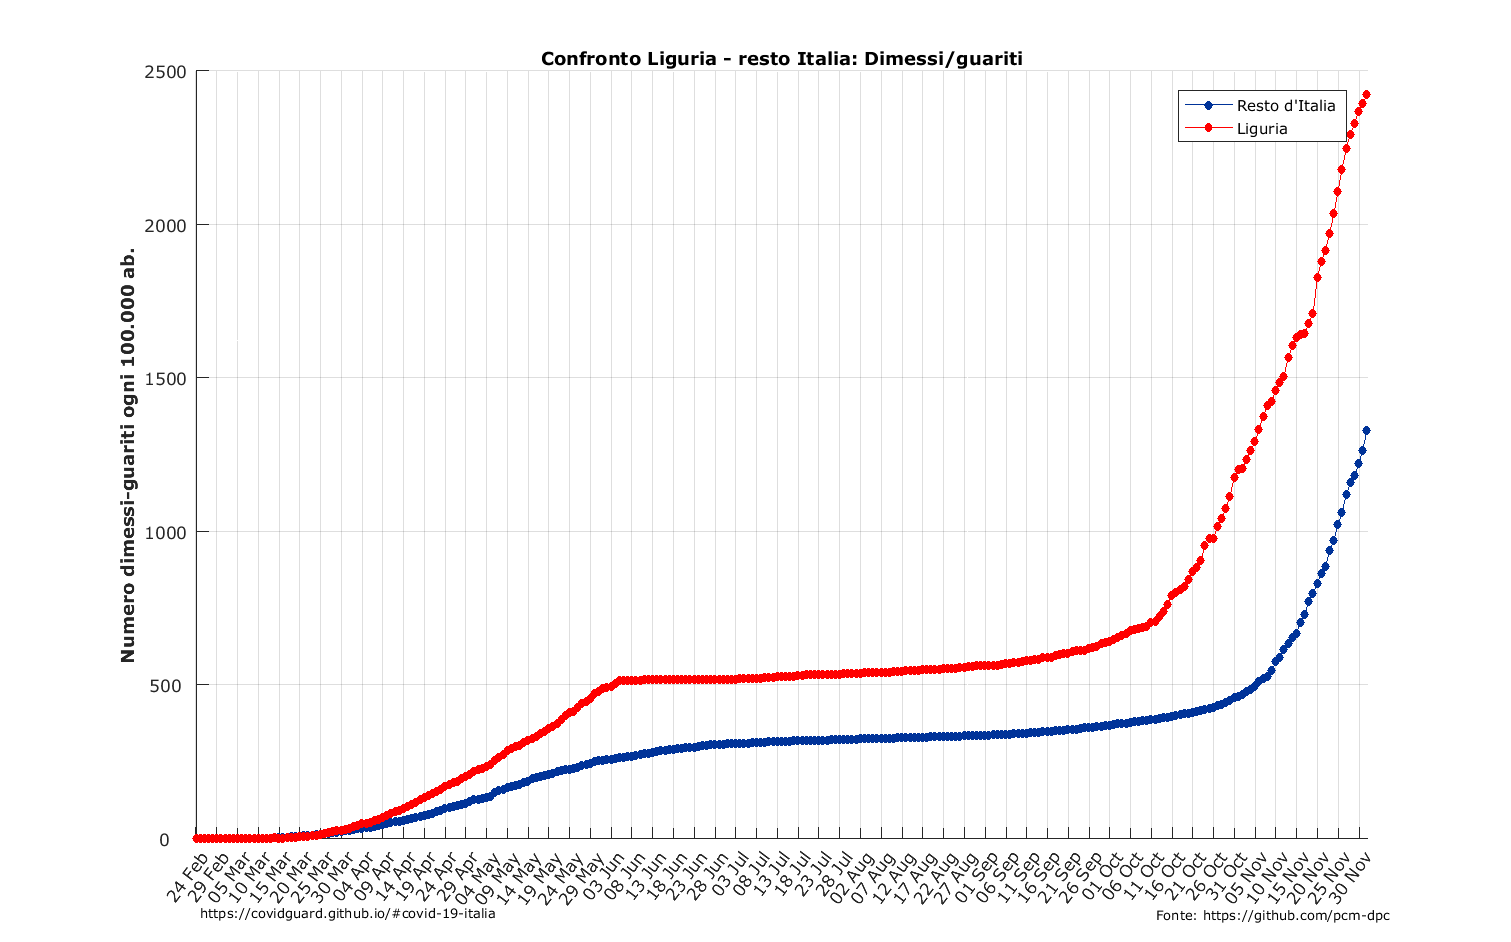 Confronto Liguria - resto Italia: Dimessi/guariti
Numero dimessi-guariti ogni 100.000 ab.
2500
2000
1500
1000
500
0
Resto d'Italia
Liguria
24 Feb
29 Feb
05 Mar
10 Mar
15 Mar
20 Mar
25 Mar
30 Mar
04 Apr
09 Apr
14 Apr
19 Apr
24 Apr
29 Apr
04 May
09 May
14 May
19 May
24 May
29 May
03 Jun
08 Jun
13 Jun
18 Jun
23 Jun
28 Jun
03 Jul
08 Jul
13 Jul
18 Jul
23 Jul
28 Jul
02 Aug
07 Aug
12 Aug
17 Aug
22 Aug
27 Aug
01 Sep
06 Sep
11 Sep
16 Sep
21 Sep
26 Sep
01 Oct
06 Oct
11 Oct
16 Oct
21 Oct
26 Oct
31 Oct
05 Nov
10 Nov
15 Nov
20 Nov
25 Nov
30 Nov
https://covidguard.github.io/#covid-19-italia
Fonte: https://github.com/pcm-dpc